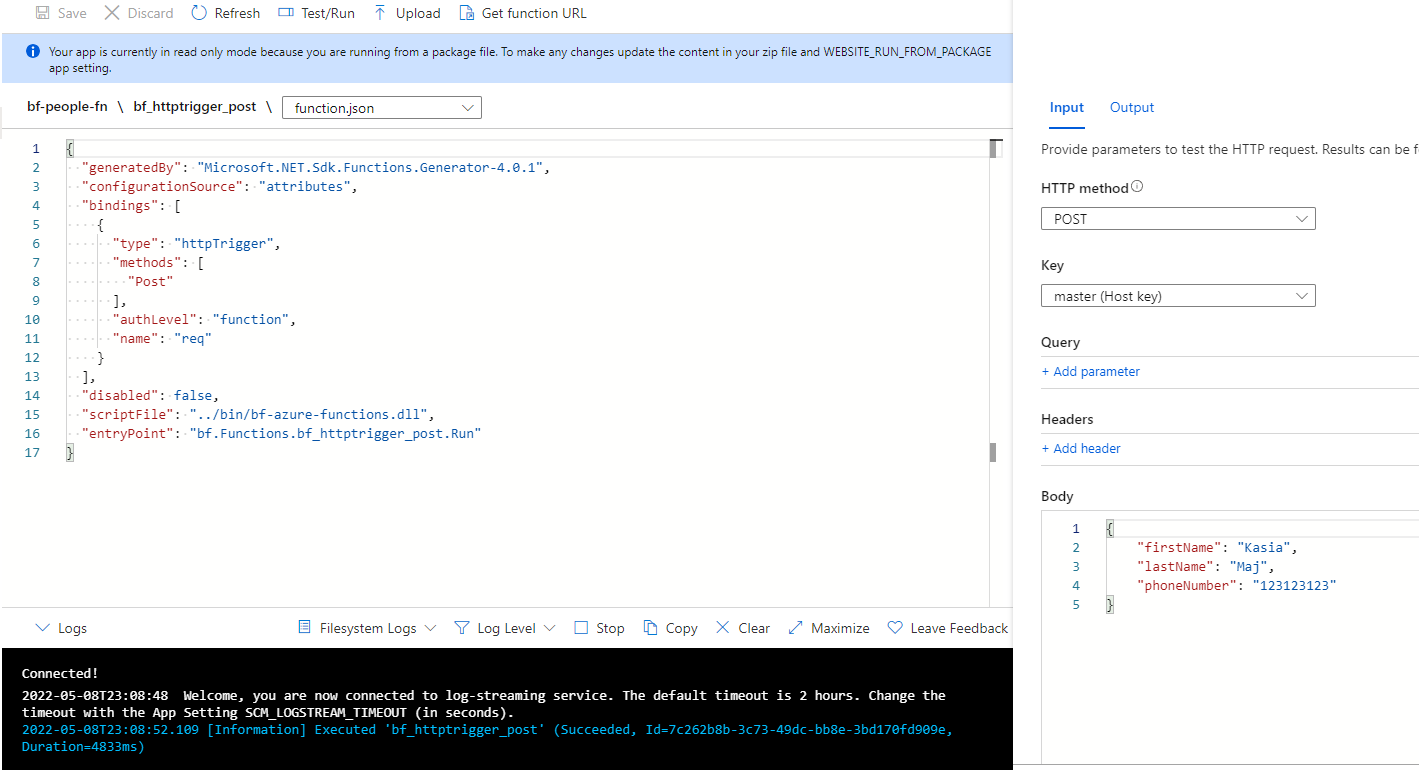 Save Discard Refresh Test/Run Upload Get function URL
Your app is currently in read only mode because you are running from a package file. To make any changes update the content in your zip file and WEBSITE_RUN_FROM_PACKAGE
app setting.
bf-people-fn \ bf_httptrigger_post \ function.json
1 {
2 "generatedBy": "Microsoft.NET.Sdk.Functions.Generator-4.0.1",
3 "configurationSource": "attributes",
4 "bindings": [
5 {
6 "type": "httpTrigger",
7 "methods": [
8 "Post"
9 ],
10 "authLevel": "function",
11 "name": "req"
12 }
13 ],
14 "disabled": false,
15 "scriptFile": "../bin/bf-azure-functions.dll",
16 "entryPoint": "bf.Functions.bf_httptrigger_post.Run"
17 }
Logs Filesystem Logs Log Level Stop Copy Clear Maximize Leave Feedback
Connected!
2022-05-08T23:08:48 Welcome, you are now connected to log-streaming service. The default timeout is 2 hours. Change the
timeout with the App Setting SCM_LOGSTREAM_TIMEOUT (in seconds).
2022-05-08T23:08:52.109 [Information] Executed 'bf_httptrigger_post' (Succeeded, Id=7c262b8b-3c73-49dc-bb8e-3bd170fd909e,
Duration=4833ms)
Input Output
Provide parameters to test the HTTP request. Results can be f
HTTP method
POST
Key
master (Host key)
Query
+ Add parameter
Headers
+ Add header
Body
1 {
2 "firstName": "Kasia",
3 "lastName": "Maj",
4 "phoneNumber": "123123123"
5 }